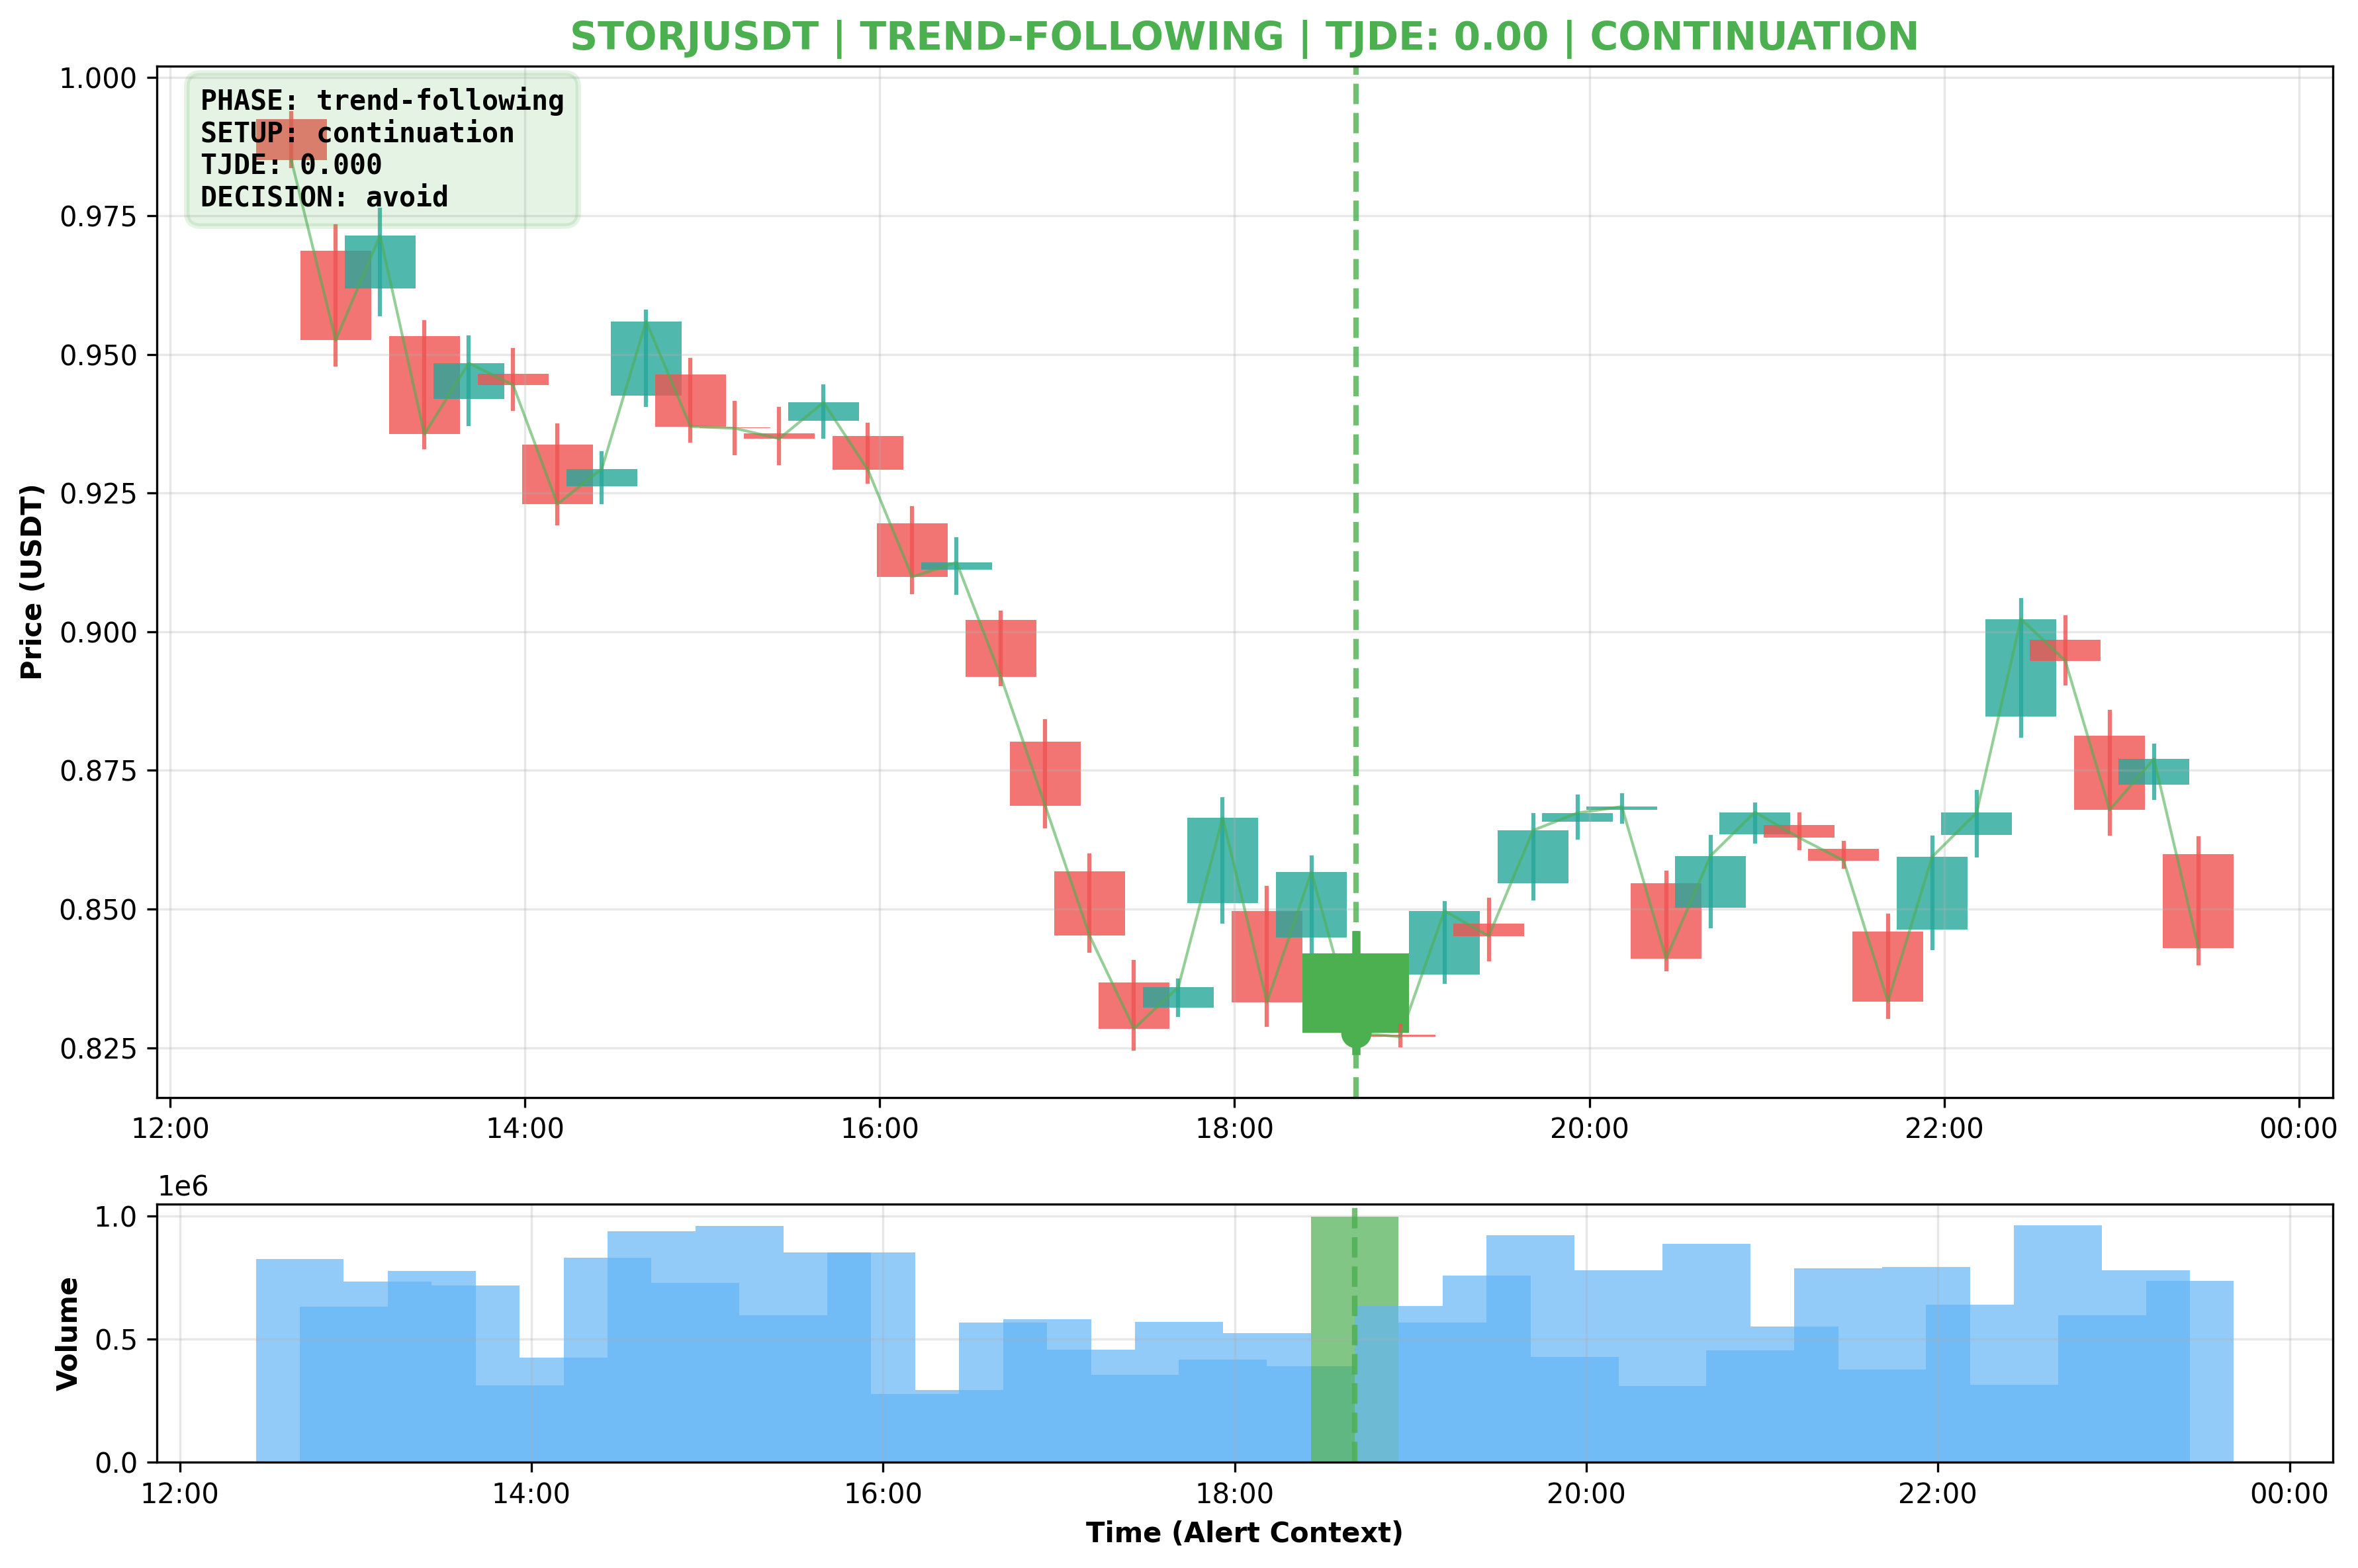 STORJUSDT | TREND-FOLLOWING | TJDE: 0.00 | CONTINUATION
PHASE: trend-following
SETUP: continuation
TJDE: 0.000
DECISION: avoid
Price (USDT)
1.000
0.975
0.950
0.925
0.900
0.875
0.850
0.825
12:00 14:00 16:00 18:00 20:00 22:00 00:00
1e6
Volume
1.0
0.5
0.0
12:00 14:00 16:00 18:00 20:00 22:00 00:00
Time (Alert Context)